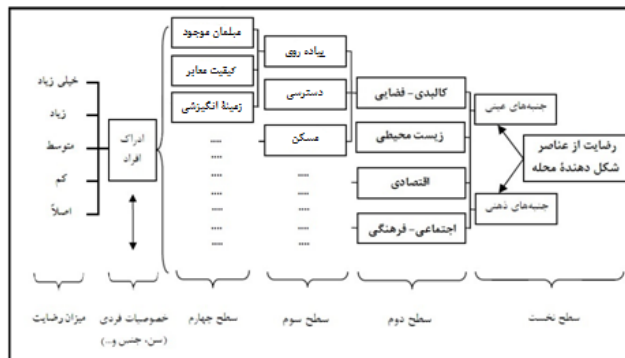 رضایت از عناصر
شکل دهندهٔ محله
جنبه‌های عینی
جنبه‌های ذهنی
کالبدی- فضایی
زیست محیطی
اقتصادی
اجتماعی- فرهنگی
پیاده روی
دسترسی
مسکن
....
....
....
....
....
....
مبلمان موجود
کیفیت معابر
زمینهٔ انگیزشی
....
....
....
....
....
....
....
....
ادراک
افراد
خیلی زیاد
زیاد
متوسط
کم
اصلاً
سطح نخست
سطح دوم
سطح سوم
سطح چهارم
خصوصیات فردی
(سن، جنس و...)
میزان رضایت